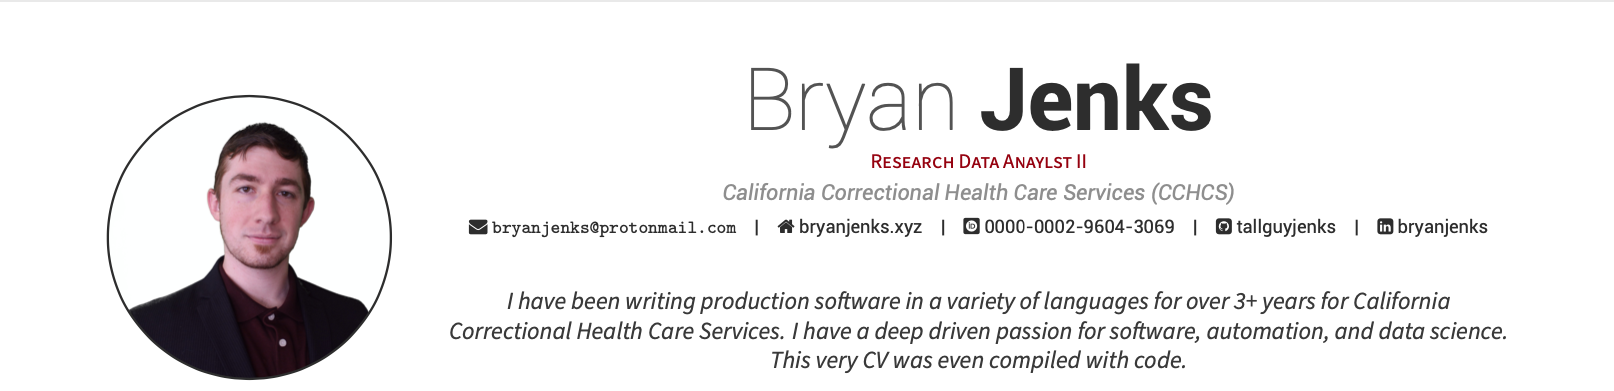 Bryan Jenks
Research Data Anaylst II
California Correctional Health Care Services (CCHCS)
bryanjenks@protonmail.com | bryanjenks.xyz | iD 0000-0002-9604-3069 | tallguyjenks | in bryanjenks
I have been writing production software in a variety of languages for over 3+ years for California
Correctional Health Care Services. I have a deep driven passion for software, automation, and data science.
This very CV was even compiled with code.